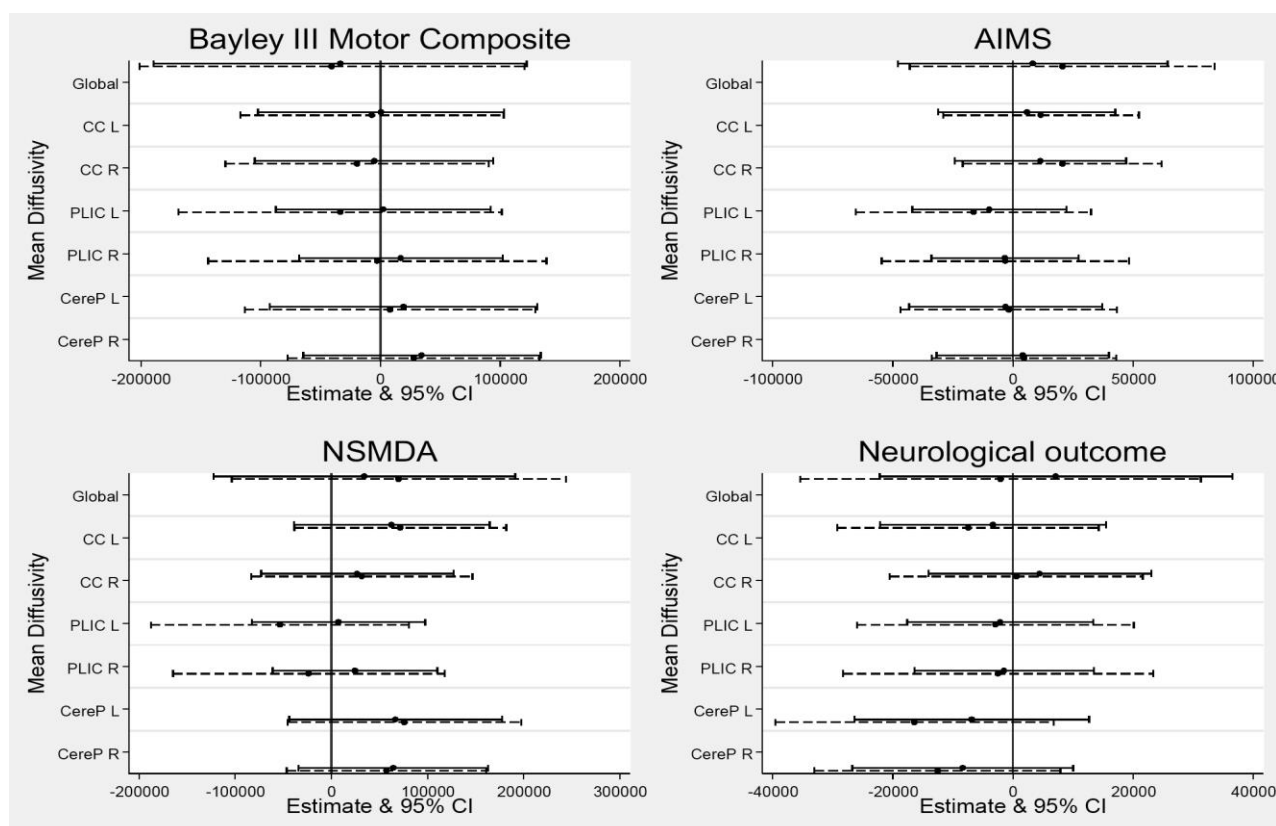 Bayley III Motor Composite
Mean Diffusivity
Global
CC L
CC R
PLIC L
PLIC R
CereP L
CereP R
-200000 -100000 0 100000 200000
Estimate & 95% CI
AIMS
Mean Diffusivity
Global
CC L
CC R
PLIC L
PLIC R
CereP L
CereP R
-100000 -50000 0 50000 100000
Estimate & 95% CI
NSMDA
Mean Diffusivity
Global
CC L
CC R
PLIC L
PLIC R
CereP L
CereP R
-200000 -100000 0 100000 200000 300000
Estimate & 95% CI
Neurological outcome
Mean Diffusivity
Global
CC L
CC R
PLIC L
PLIC R
CereP L
CereP R
-40000 -20000 0 20000 40000
Estimate & 95% CI